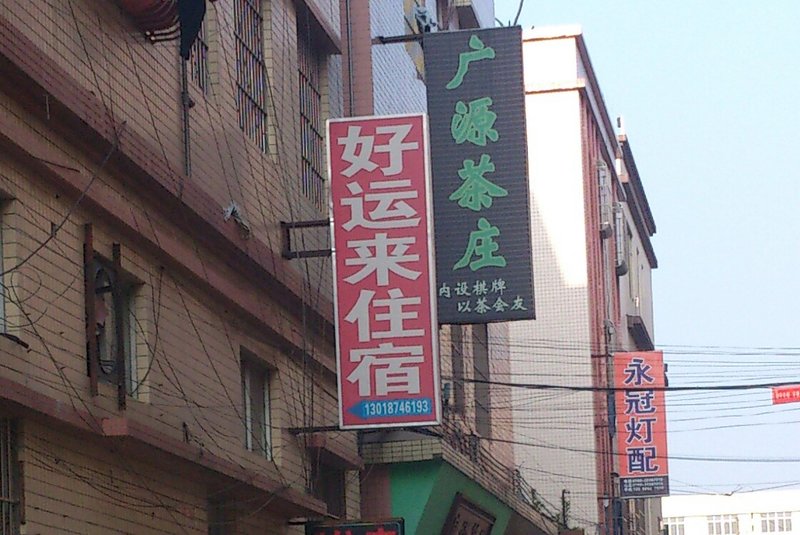 好运来住宿
13018746193
广源茶庄
内设棋牌
以茶会友
永冠灯配